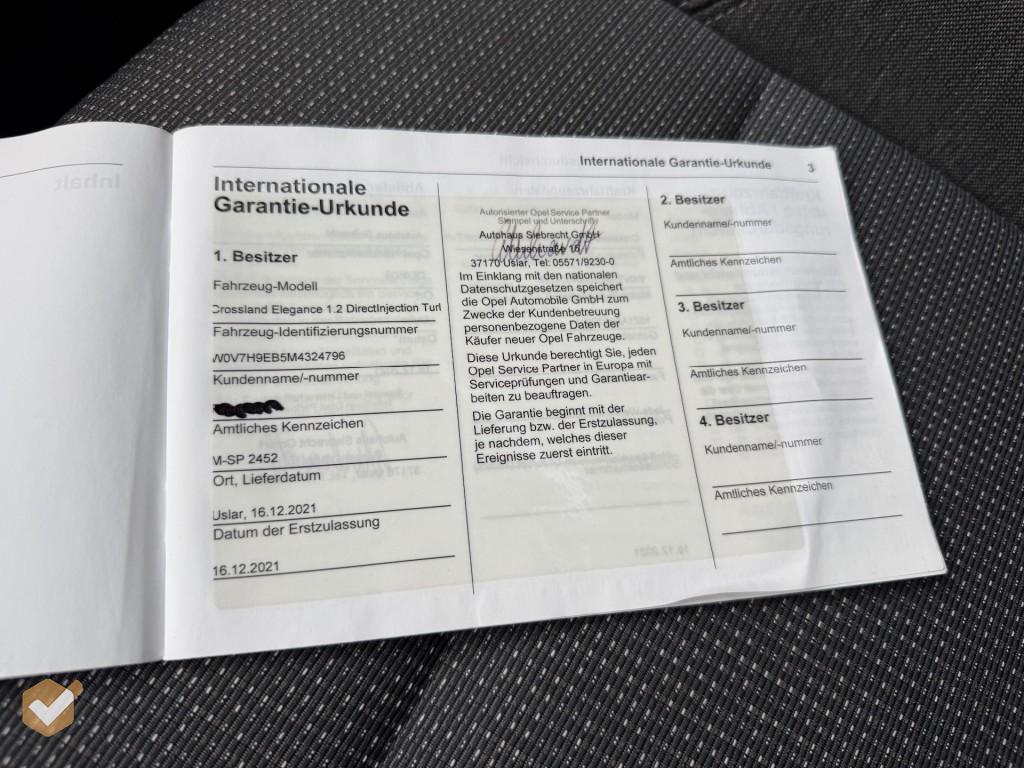 Internationale Garantie-Urkunde 3
Internationale
Garantie-Urkunde
1. Besitzer
Fahrzeug-Modell
Crossland Elegance 1.2 DirectInjection Turl
Fahrzeug-Identifizierungsnummer
W0V7H9EB5M4324796
Kundenname/-nummer
Amtliches Kennzeichen
M-SP 2452
Ort, Lieferdatum
Uslar, 16.12.2021
Datum der Erstzulassung
16.12.2021
Autorisierter Opel Service Partner
Stempel und Unterschrift
Autohaus Siebrecht GmbH
Wiesenstraße 16
37170 Uslar, Tel: 05571/9230-0
Im Einklang mit den nationalen
Datenschutzgesetzen speichert
die Opel Automobile GmbH zum
Zwecke der Kundenbetreuung
personenbezogene Daten der
Käufer neuer Opel Fahrzeuge.
Diese Urkunde berechtigt Sie, jeden
Opel Service Partner in Europa mit
Serviceprüfungen und Garantiear-
beiten zu beauftragen.
Die Garantie beginnt mit der
Lieferung bzw. der Erstzulassung,
je nachdem, welches dieser
Ereignisse zuerst eintritt.
2. Besitzer
Kundenname/-nummer
Amtliches Kennzeichen
3. Besitzer
Kundenname/-nummer
Amtliches Kennzeichen
4. Besitzer
Kundenname/-nummer
Amtliches Kennzeichen